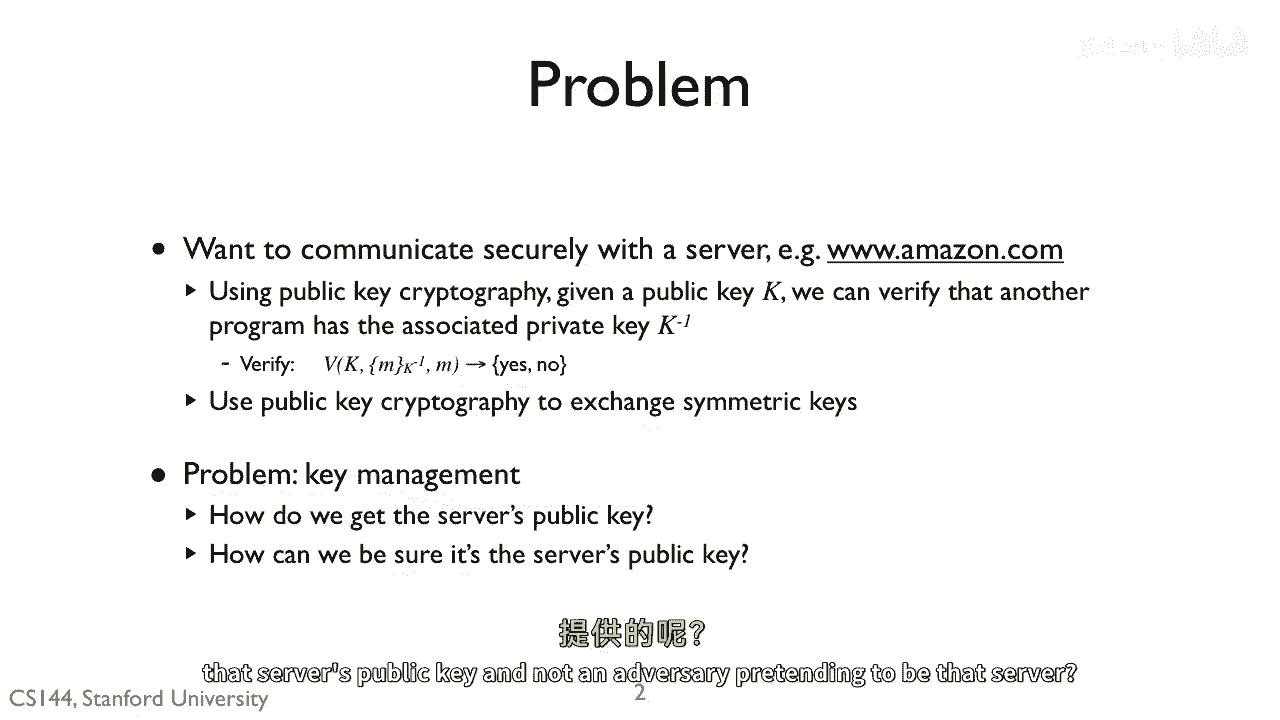 Problem
• Want to communicate securely with a server, e.g. www.amazon.com
▸ Using public key cryptography, given a public key K, we can verify that another
program has the associated private key K⁻¹
- Verify: V(K, {m}K⁻¹, m) → {yes, no}
▸ Use public key cryptography to exchange symmetric keys
• Problem: key management
▸ How do we get the server's public key?
▸ How can we be sure it's the server's public key?
提供的呢？
that server's public key and not an adversary pretending to be that server?
CS144, Stanford University
2